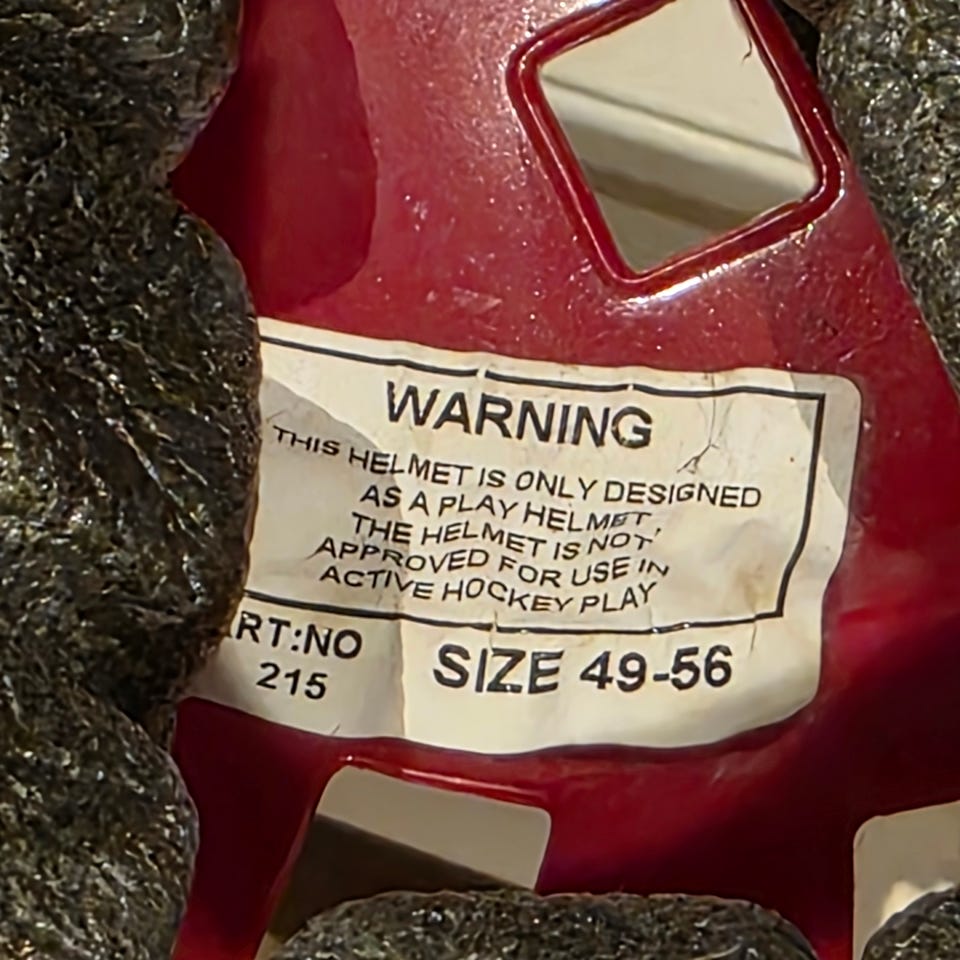 WARNING
THIS HELMET IS ONLY DESIGNED
AS A PLAY HELMET,
THE HELMET IS NOT
APPROVED FOR USE IN
ACTIVE HOCKEY PLAY
RT:NO
215
SIZE 49-56